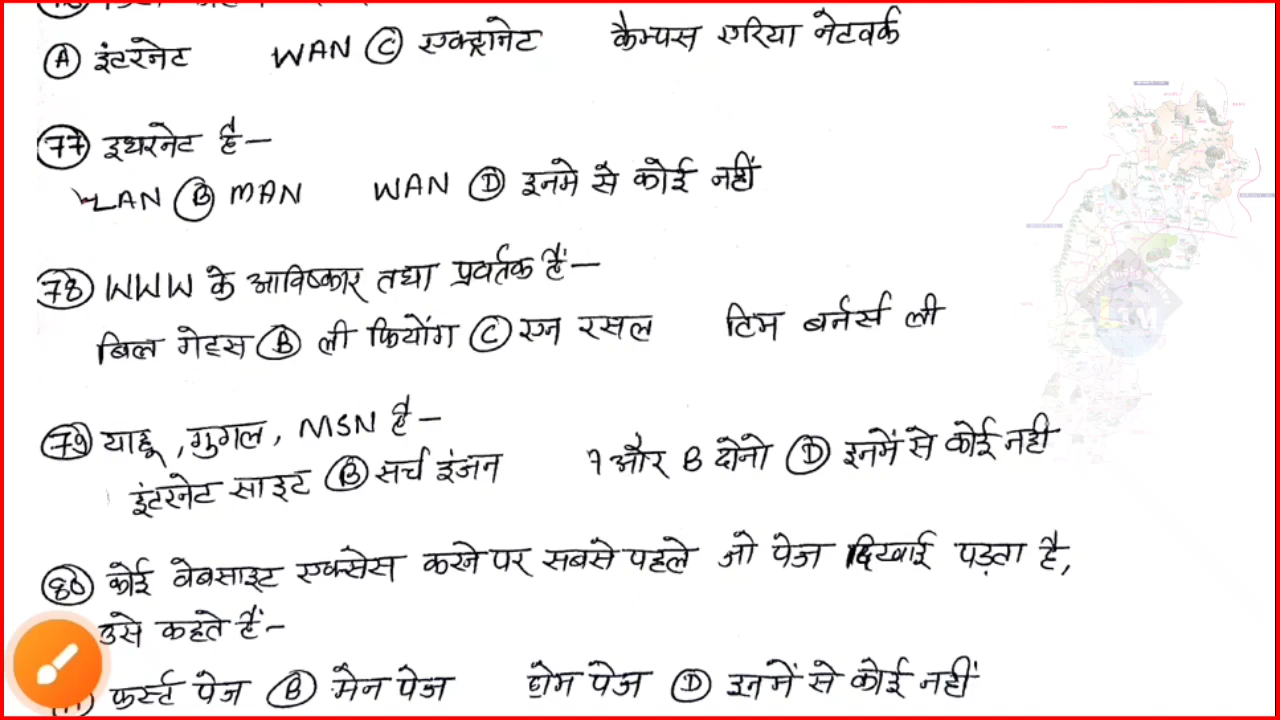 Ⓐ इंटरनेट WAN Ⓒ एक्ट्रानेट कैम्पस एरिया नेटवर्क
77 इथरनेट है—
LAN Ⓑ MAN WAN Ⓓ इनमे से कोई नहीं
78 WWW के आविष्कार तथा प्रवर्तक हैं—
बिल गेट्स Ⓑ ली फियोंग Ⓒ एन रसल टिम बर्नर्स ली
79 याहू, गुगल, MSN है—
इंटरनेट साइट Ⓑ सर्च इंजन और B दोनो Ⓓ इनमें से कोई नही
80 कोई वेबसाइट एक्सेस करने पर सबसे पहले जो पेज दिखाई पड़ता है,
उसे कहते हैं—
फर्स्ट पेज Ⓑ मेन पेज होम पेज Ⓓ इनमें से कोई नहीं